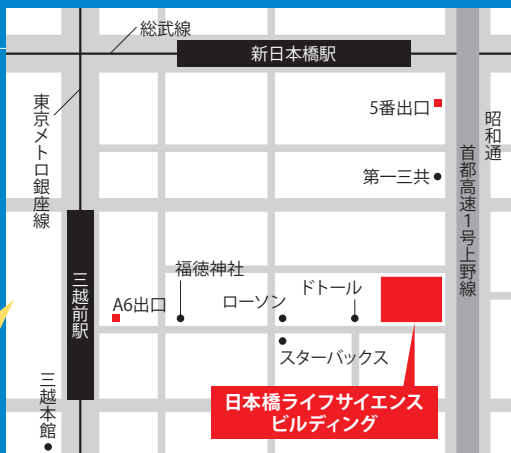 総武線
新日本橋駅
東京メトロ銀座線
5番出口
昭和通
第一三共
首都高速1号上野線
三越前駅
福徳神社
A6出口
ローソン
ドトール
スターバックス
三越本館
日本橋ライフサイエンス
ビルディング